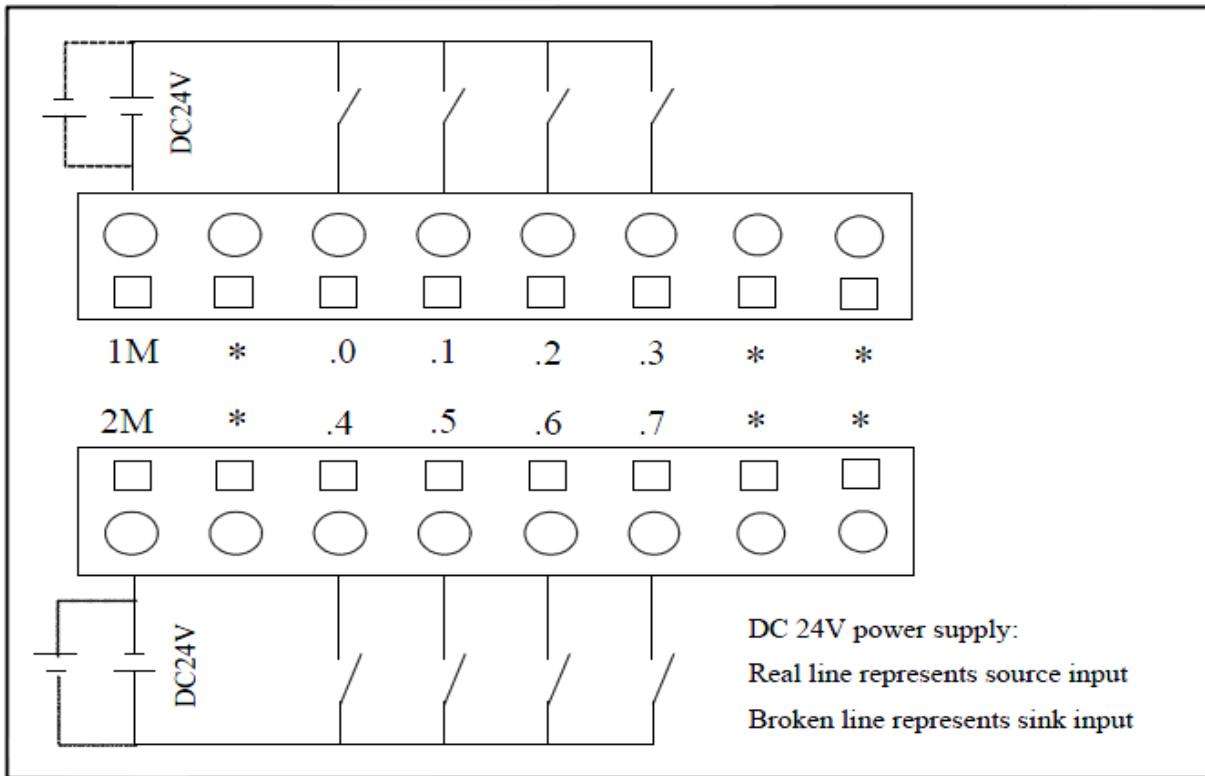 DC24V
1M * .0 .1 .2 .3 * *
2M * .4 .5 .6 .7 * *
DC24V
DC 24V power supply:
Real line represents source input
Broken line represents sink input